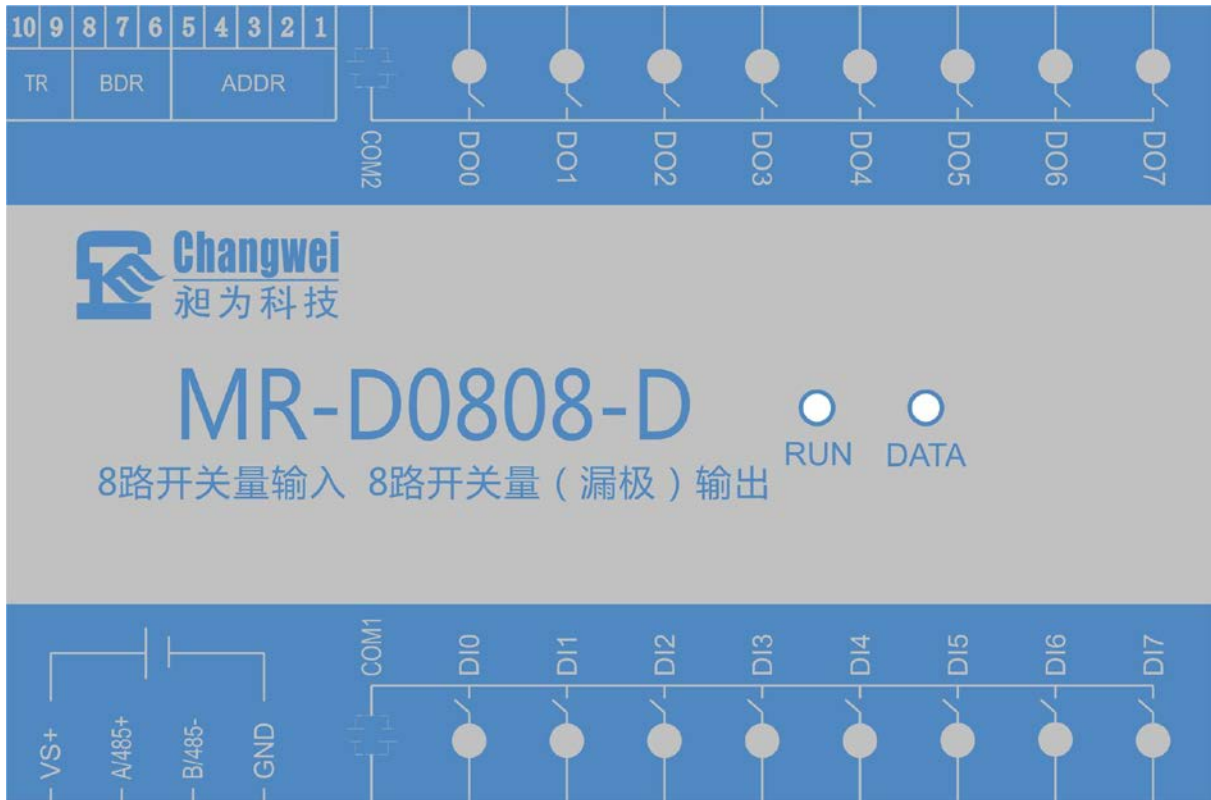 10 9 8 7 6 5 4 3 2 1
TR BDR ADDR
COM2 DO0 DO1 DO2 DO3 DO4 DO5 DO6 DO7
Changwei
昶为科技
MR-D0808-D
RUN DATA
8路开关量输入 8路开关量（漏极）输出
COM1 DI0 DI1 DI2 DI3 DI4 DI5 DI6 DI7
VS+ A/485+ B/485- GND